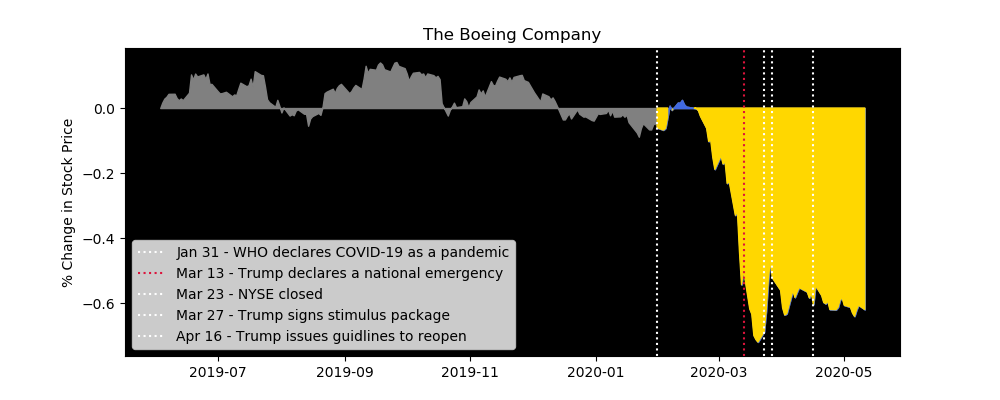 The Boeing Company
% Change in Stock Price
0.0
−0.2
−0.4
−0.6
Jan 31 - WHO declares COVID-19 as a pandemic
Mar 13 - Trump declares a national emergency
Mar 23 - NYSE closed
Mar 27 - Trump signs stimulus package
Apr 16 - Trump issues guidlines to reopen
2019-07 2019-09 2019-11 2020-01 2020-03 2020-05